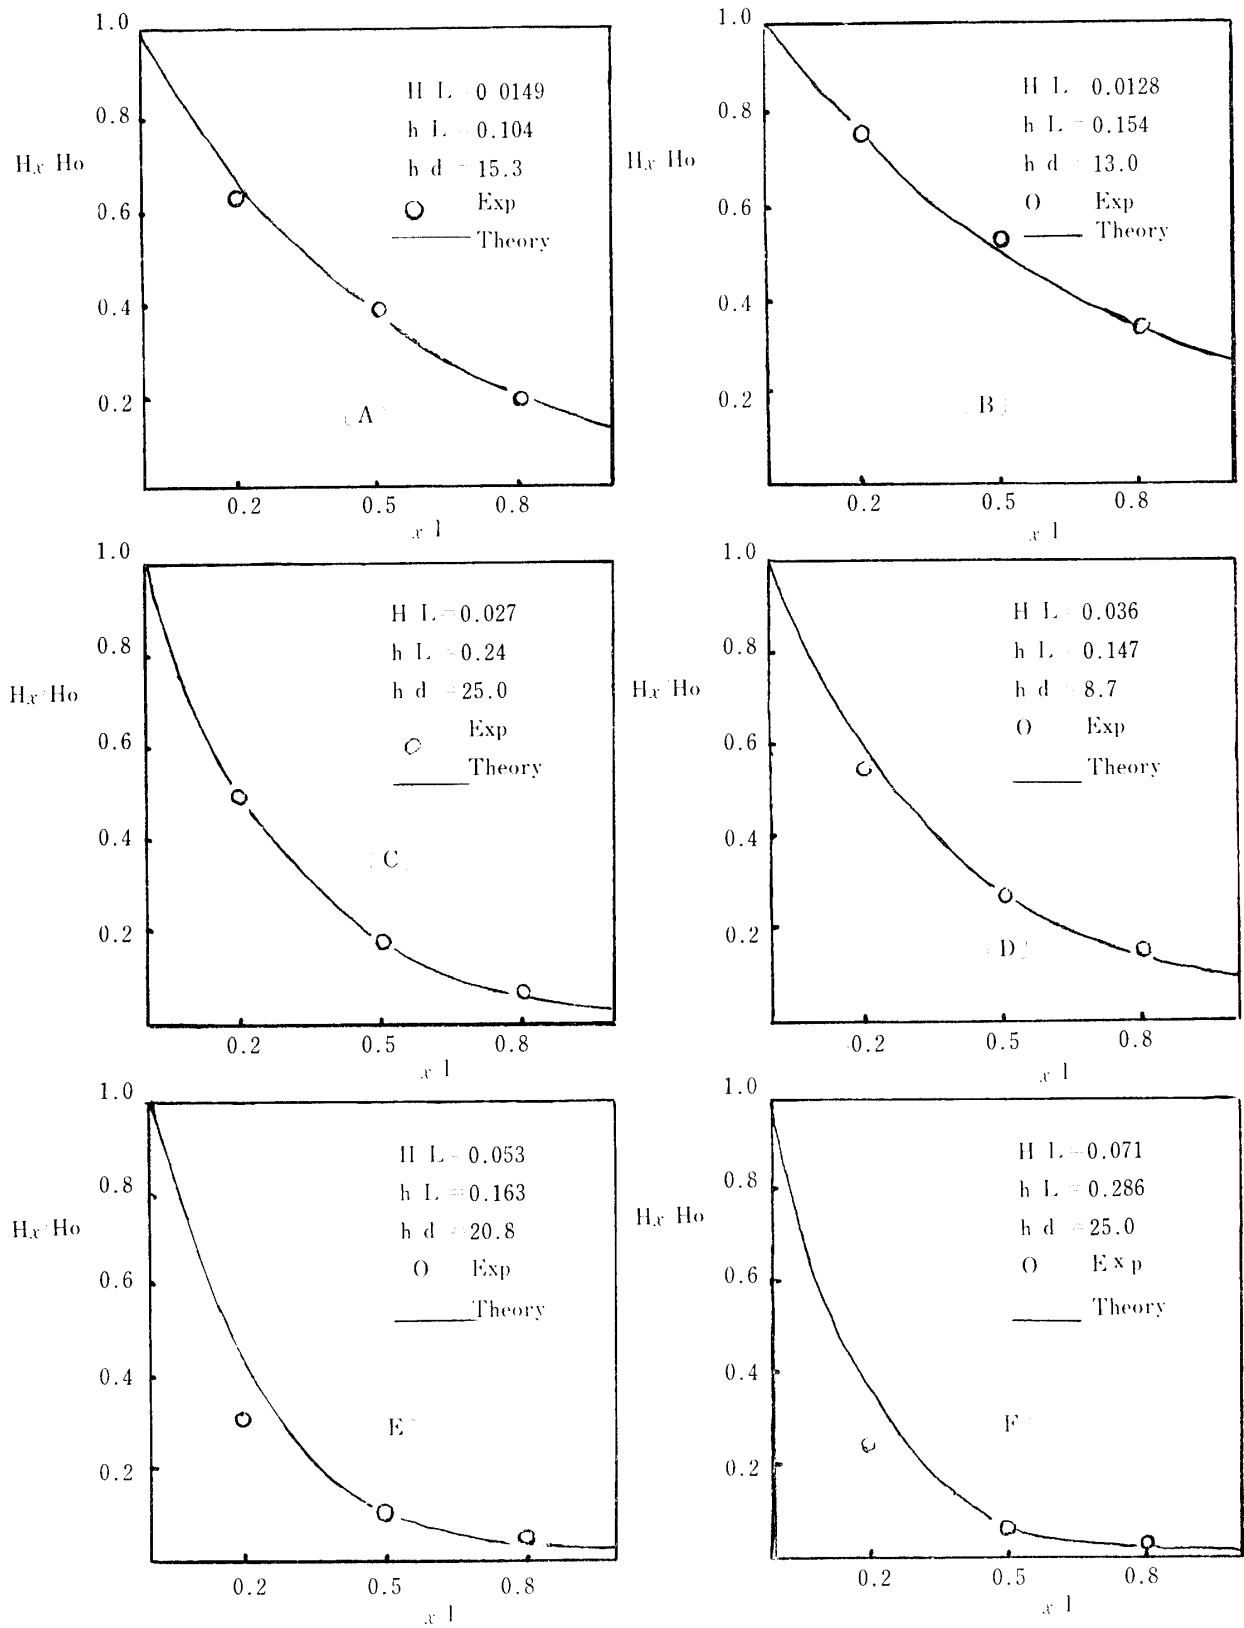 1.0
H L 0.0149
0.8
h L 0.104
Hx Ho
h d = 15.3
Exp
0.6
Theory
0.4
0.2
(A)
0.2 0.5 0.8
x l
1.0
H L 0.0128
0.8
h L 0.154
Hx Ho
h d 13.0
0.6
O Exp
Theory
0.4
0.2
B)
0.2 0.5 0.8
x l
1.0
H L = 0.027
0.8
h L = 0.24
Hx Ho
h d = 25.0
Exp
0.6
Theory
0.4
(C)
0.2
0.2 0.5 0.8
x l
1.0
H L 0.036
0.8
h L 0.147
Hx Ho
h d 8.7
O Exp
0.6
Theory
0.4
0.2
(D)
0.2 0.5 0.8
x l
1.0
H L 0.053
0.8
h L = 0.163
Hx Ho
h d = 20.8
O Exp
0.6
Theory
0.4
E
0.2
0.2 0.5 0.8
x l
1.0
H L 0.071
0.8
h L = 0.286
Hx Ho
h d = 25.0
O Exp
0.6
Theory
0.4
F
0.2
0.2 0.5 0.8
x l